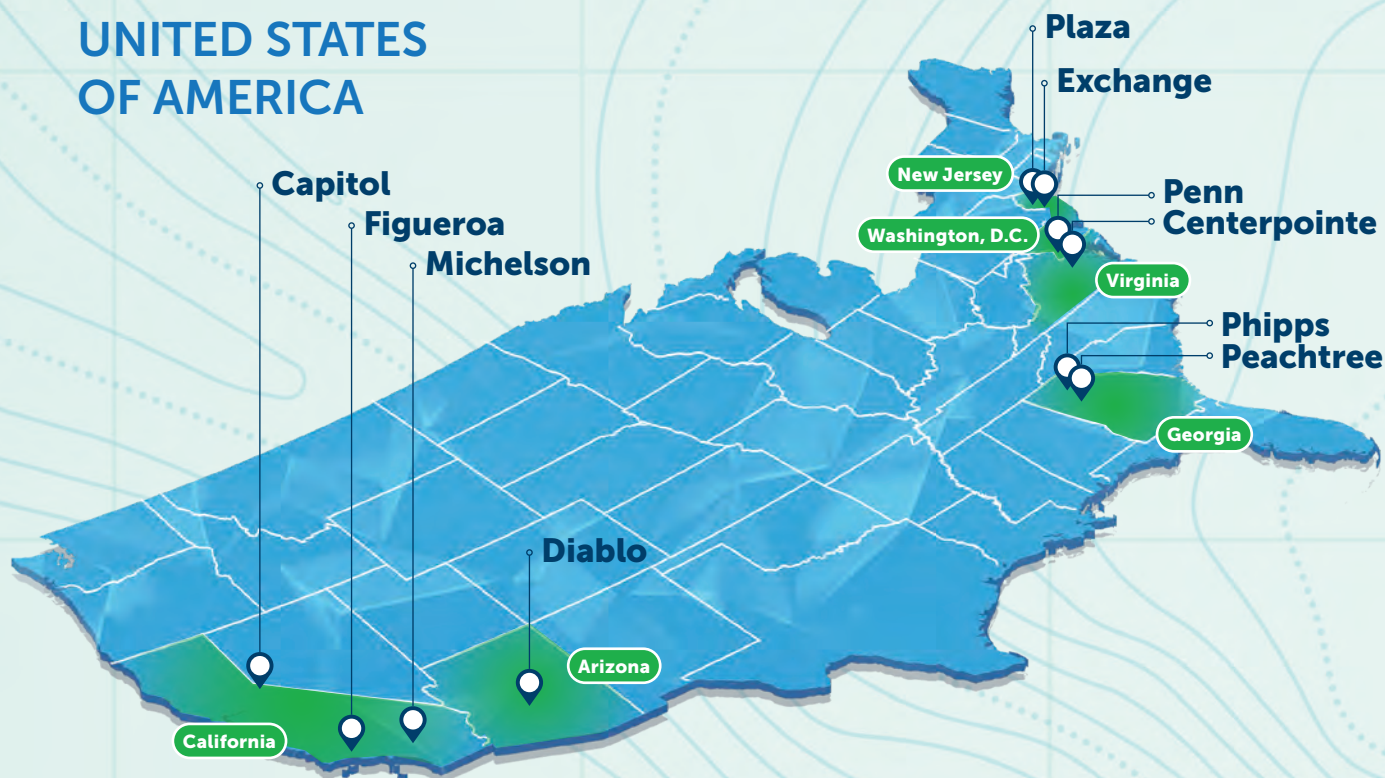 UNITED STATES
OF AMERICA
Plaza
Exchange
New Jersey
Capitol
Penn
Figueroa
Centerpointe
Washington, D.C.
Michelson
Virginia
Phipps
Peachtree
Georgia
Diablo
Arizona
California